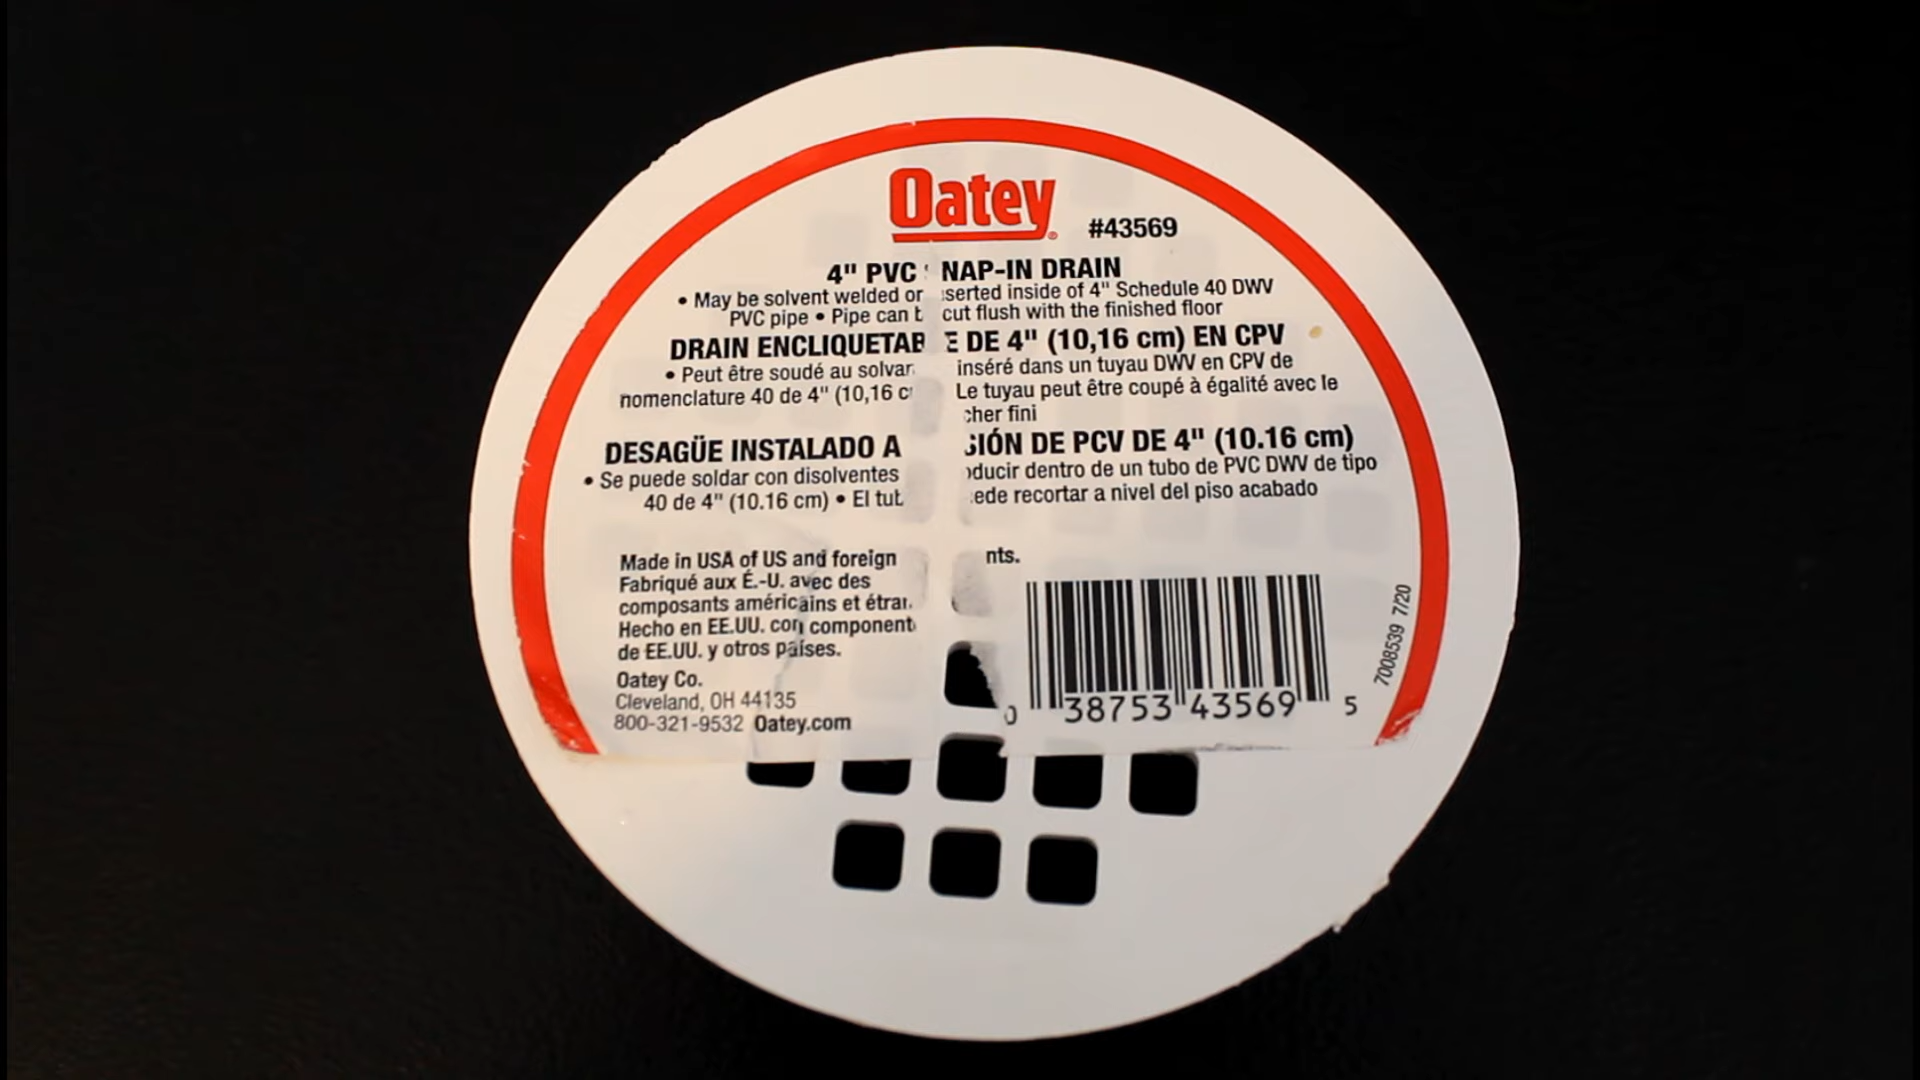 Oatey®
#43569
4" PVC NAP-IN DRAIN
• May be solvent welded or serted inside of 4" Schedule 40 DWV
PVC pipe • Pipe can cut flush with the finished floor
DRAIN ENCLIQUETAB E DE 4" (10,16 cm) EN CPV
• Peut être soudé au inséré dans un tuyau DWV en CPV de
nomenclature 40 de 4" (10,16 Le tuyau peut être coupé à égalité avec le
cher fini
DESAGÜE INSTALADO A SIÓN DE PCV DE 4" (10.16 cm)
• Se puede soldar con disolventes oducir dentro de un tubo de PVC DWV de tipo
40 de 4" (10.16 cm) • El ede recortar a nivel del piso acabado
Made in USA of US and foreign nts.
Fabriqué aux É.-U. avec des
composants américains et
Hecho en EE.UU. con component
de EE.UU. y otros países.
Oatey Co.
Cleveland, OH 44135
800-321-9532 Oatey.com
0 38753 43569 5
7008539 7/20